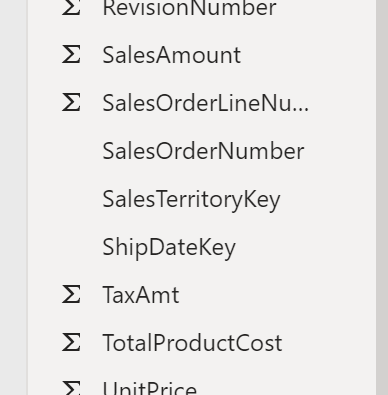 Σ RevisionNumber
Σ SalesAmount
Σ SalesOrderLineNu...
SalesOrderNumber
SalesTerritoryKey
ShipDateKey
Σ TaxAmt
Σ TotalProductCost
Σ UnitPrice